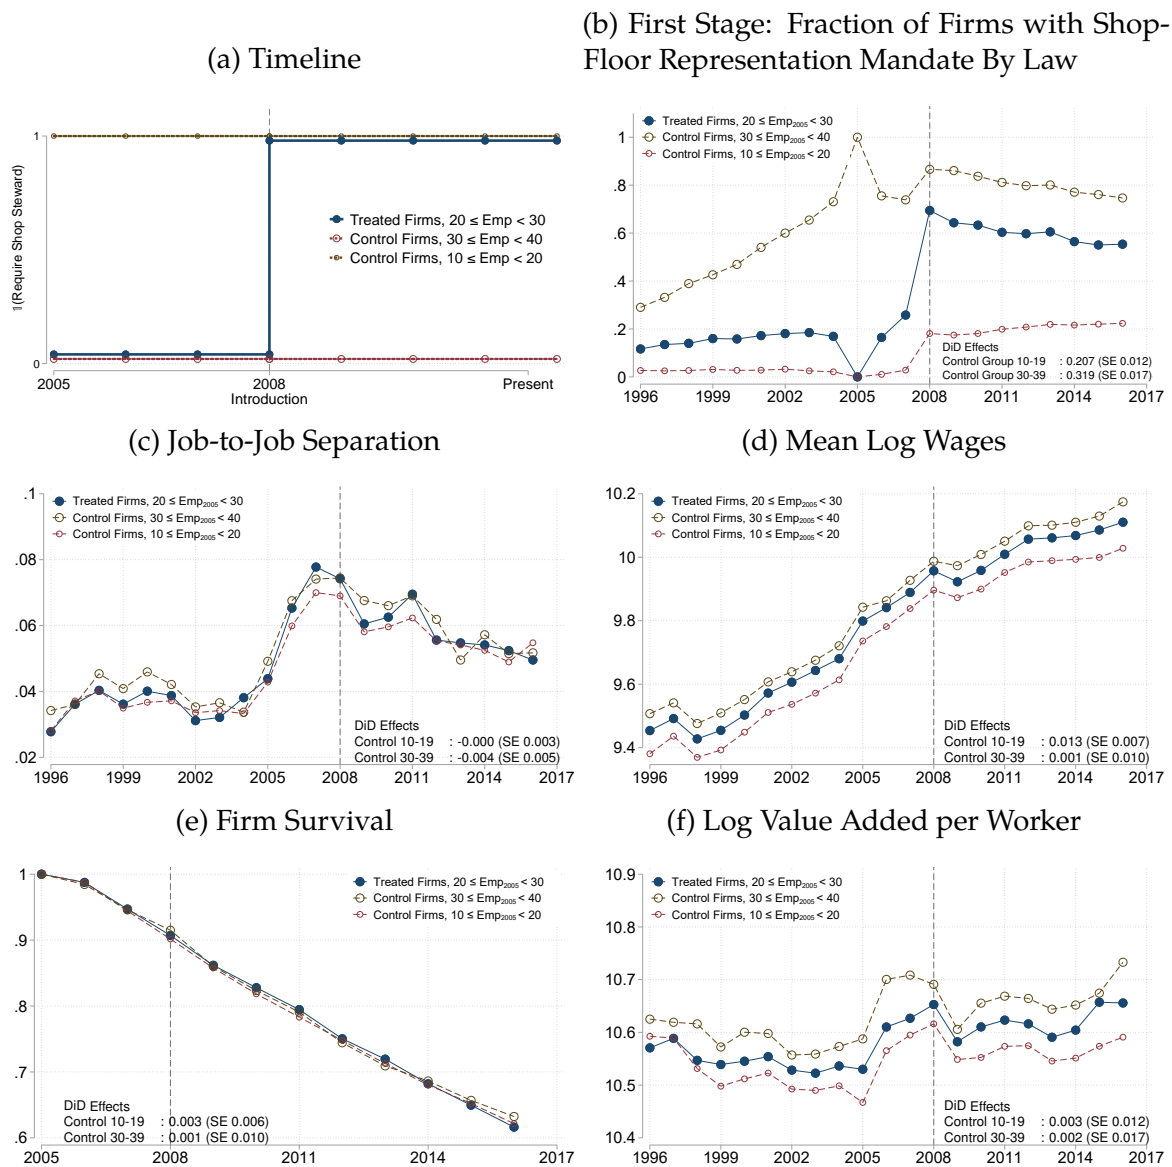 (a) Timeline
1
0
𝟙(Require Shop Steward)
Treated Firms, 20 ≤ Emp < 30
Control Firms, 30 ≤ Emp < 40
Control Firms, 10 ≤ Emp < 20
2005
2008
Present
Introduction
(b) First Stage: Fraction of Firms with Shop-
Floor Representation Mandate By Law
Treated Firms, 20 ≤ Emp2005 < 30
Control Firms, 30 ≤ Emp2005 < 40
Control Firms, 10 ≤ Emp2005 < 20
1
.8
.6
.4
.2
0
DiD Effects
Control Group 10-19 : 0.207 (SE 0.012)
Control Group 30-39 : 0.319 (SE 0.017)
1996 1999 2002 2005 2008 2011 2014 2017
(c) Job-to-Job Separation
Treated Firms, 20 ≤ Emp2005 < 30
Control Firms, 30 ≤ Emp2005 < 40
Control Firms, 10 ≤ Emp2005 < 20
.1
.08
.06
.04
.02
DiD Effects
Control 10-19 : -0.000 (SE 0.003)
Control 30-39 : -0.004 (SE 0.005)
1996 1999 2002 2005 2008 2011 2014 2017
(d) Mean Log Wages
Treated Firms, 20 ≤ Emp2005 < 30
Control Firms, 30 ≤ Emp2005 < 40
Control Firms, 10 ≤ Emp2005 < 20
10.2
10
9.8
9.6
9.4
DiD Effects
Control 10-19 : 0.013 (SE 0.007)
Control 30-39 : 0.001 (SE 0.010)
1996 1999 2002 2005 2008 2011 2014 2017
(e) Firm Survival
Treated Firms, 20 ≤ Emp2005 < 30
Control Firms, 30 ≤ Emp2005 < 40
Control Firms, 10 ≤ Emp2005 < 20
1
.9
.8
.7
.6
DiD Effects
Control 10-19 : 0.003 (SE 0.006)
Control 30-39 : 0.001 (SE 0.010)
2005 2008 2011 2014 2017
(f) Log Value Added per Worker
Treated Firms, 20 ≤ Emp2005 < 30
Control Firms, 30 ≤ Emp2005 < 40
Control Firms, 10 ≤ Emp2005 < 20
10.9
10.8
10.7
10.6
10.5
10.4
DiD Effects
Control 10-19 : 0.003 (SE 0.012)
Control 30-39 : 0.002 (SE 0.017)
1996 1999 2002 2005 2008 2011 2014 2017